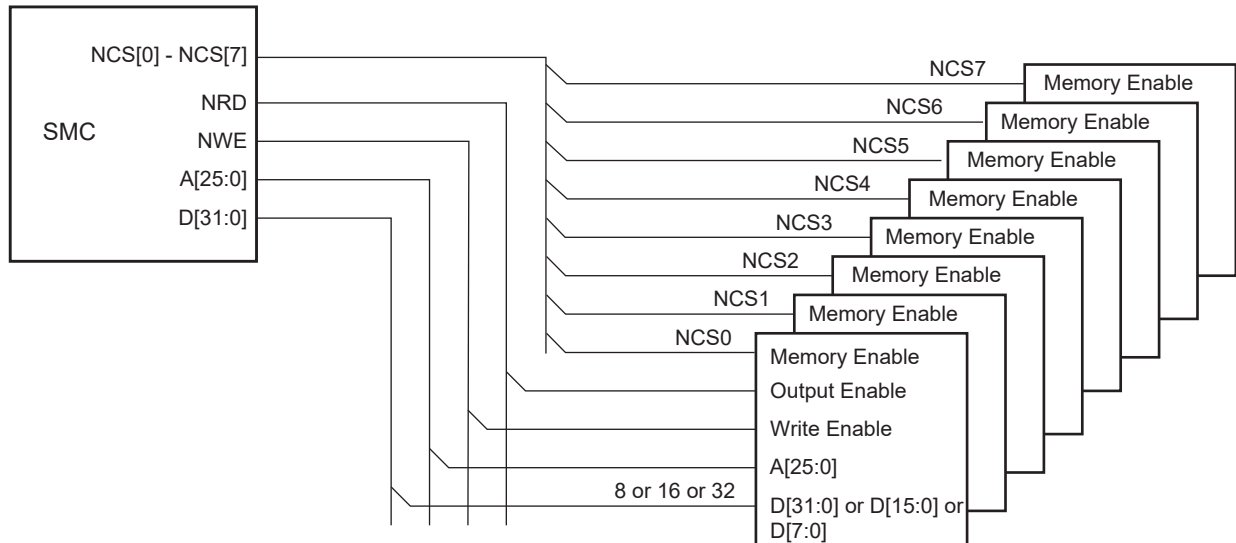 NCS[0] - NCS[7]
NRD
SMC
NWE
A[25:0]
D[31:0]
NCS7
Memory Enable
NCS6
Memory Enable
NCS5
Memory Enable
NCS4
Memory Enable
NCS3
Memory Enable
NCS2
Memory Enable
NCS1
Memory Enable
NCS0
Memory Enable
Output Enable
Write Enable
A[25:0]
8 or 16 or 32
D[31:0] or D[15:0] or
D[7:0]